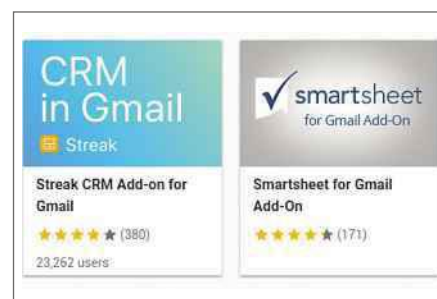 CRM
in Gmail
Streak
Streak CRM Add-on for
Gmail
(380)
23,262 users
smartsheet
for Gmail Add-On
Smartsheet for Gmail
Add-On
(171)